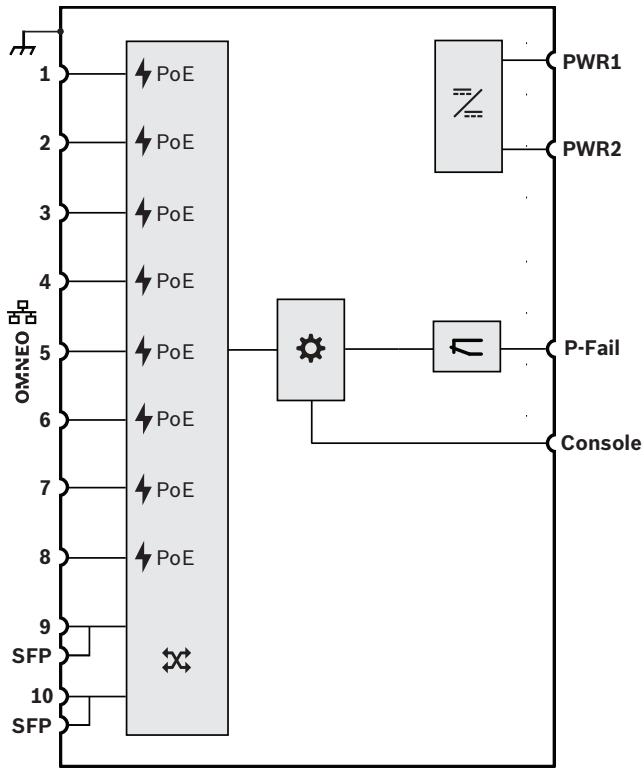 1
PoE
2
PoE
3
PoE
4
PoE
OMNEO
5
PoE
6
PoE
7
PoE
8
PoE
9
SFP
10
SFP
PWR1
PWR2
P-Fail
Console